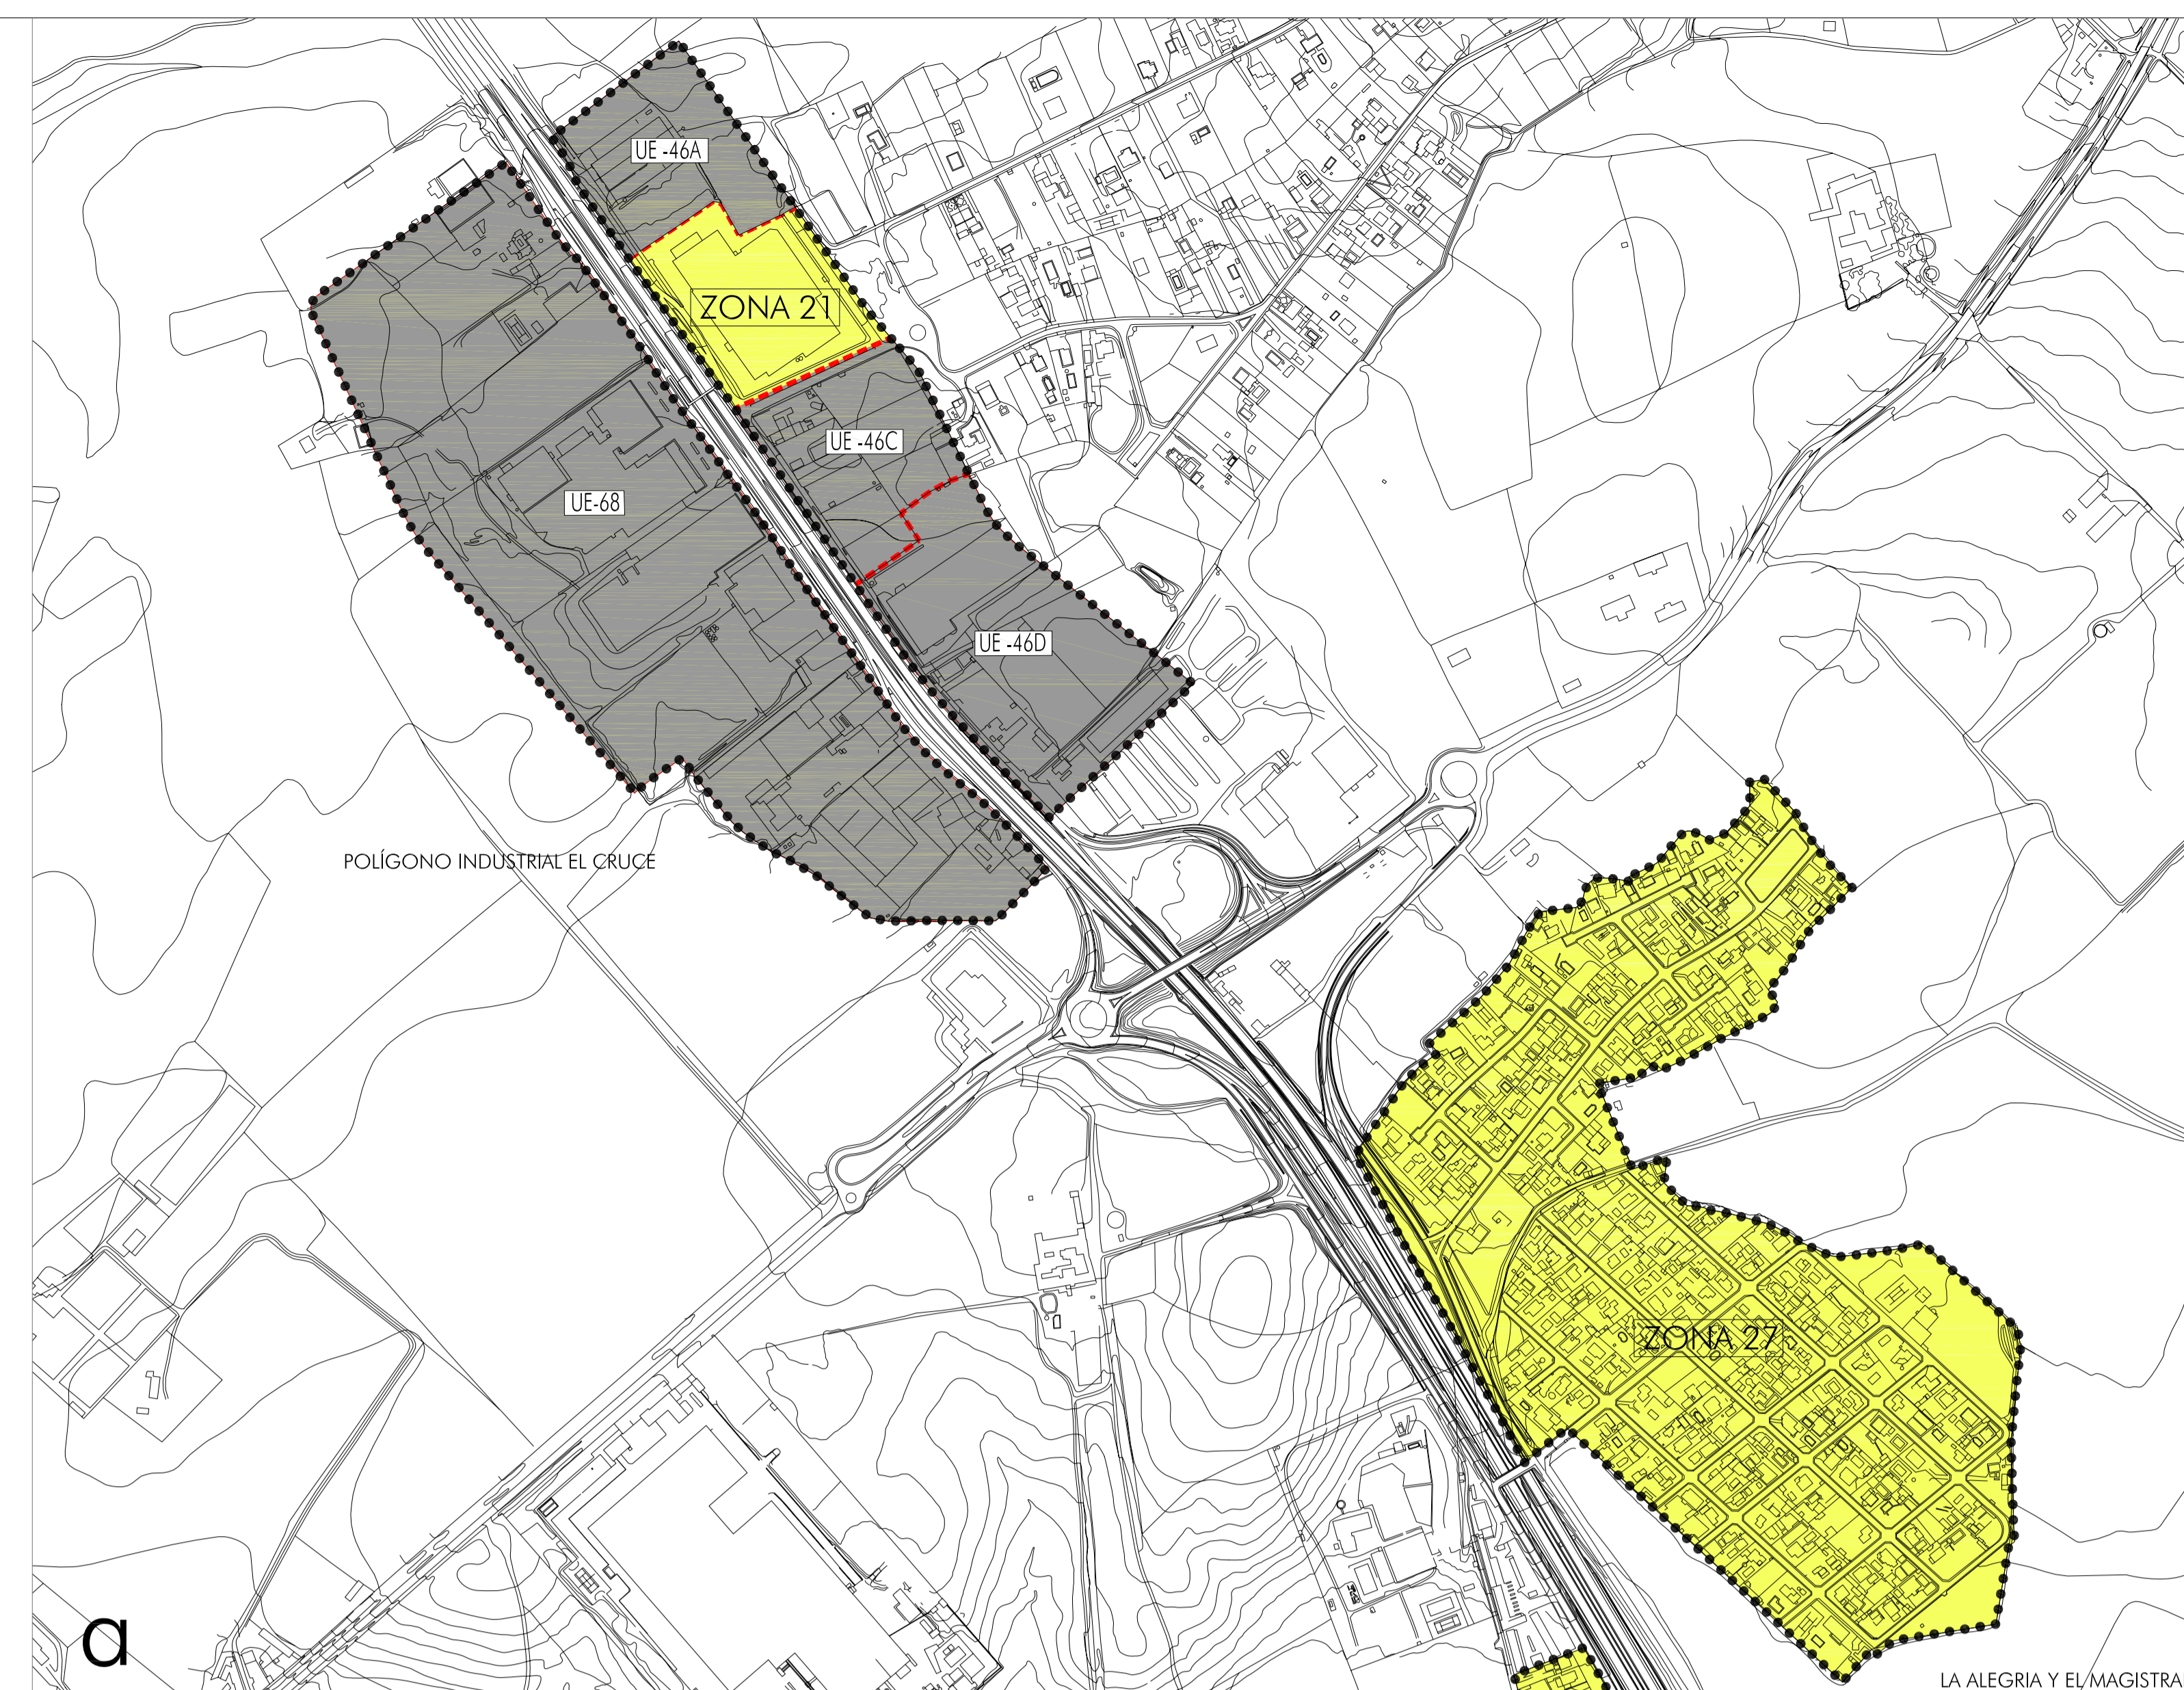 UE -46A
ZONA 21
UE -46C
UE-68
UE -46D
POLÍGONO INDUSTRIAL EL CRUCE
ZONA 27
a
LA ALEGRIA Y EL MAGISTRA